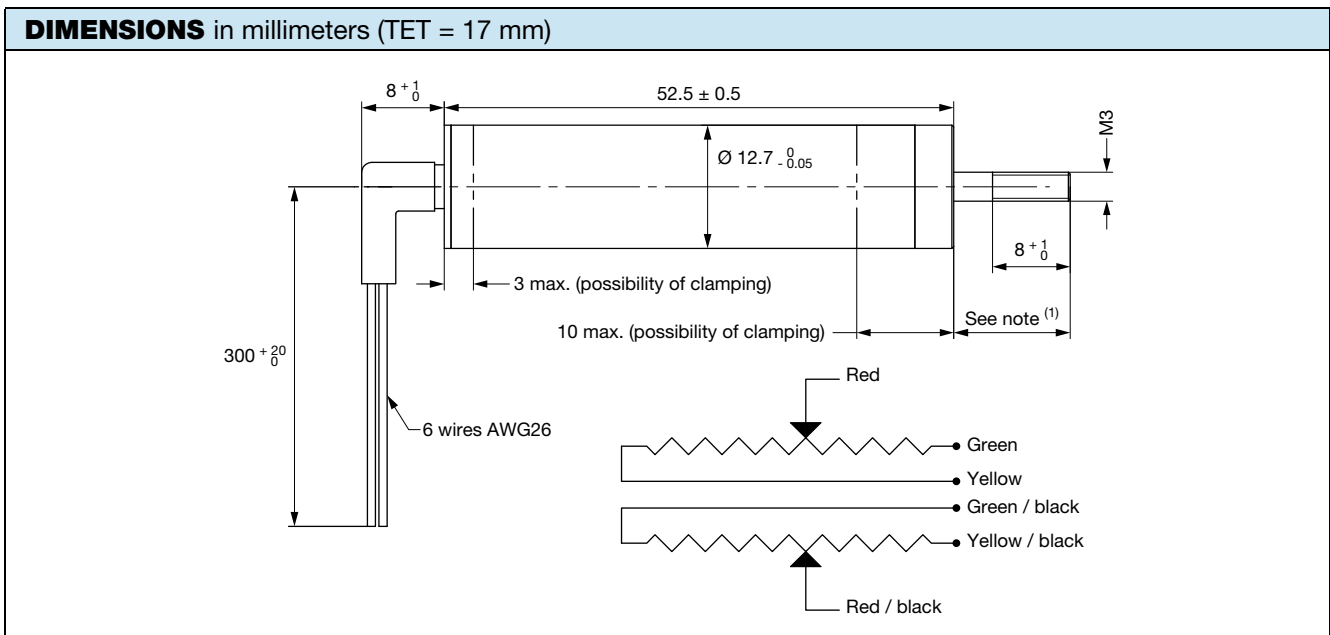 DIMENSIONS in millimeters (TET = 17 mm)
8 + 1 0
52.5 ± 0.5
M3
Ø 12.7 0 - 0.05
8 + 1 0
3 max. (possibility of clamping)
See note (1)
10 max. (possibility of clamping)
300 + 20 0
Red
6 wires AWG26
Green
Yellow
Green / black
Yellow / black
Red / black